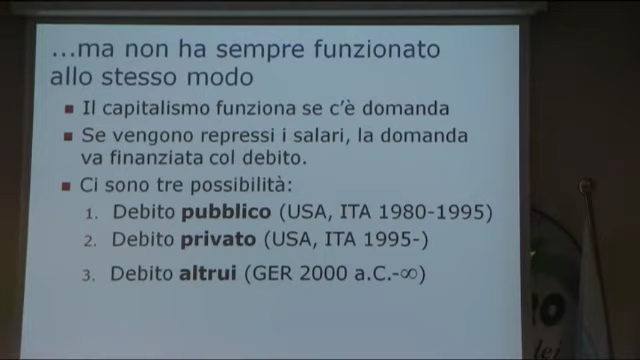 ...ma non ha sempre funzionato
allo stesso modo
Il capitalismo funziona se c'è domanda
Se vengono repressi i salari, la domanda
va finanziata col debito.
Ci sono tre possibilità:
1. Debito pubblico (USA, ITA 1980-1995)
2. Debito privato (USA, ITA 1995-)
3. Debito altrui (GER 2000 a.C.-∞)
RO
lei